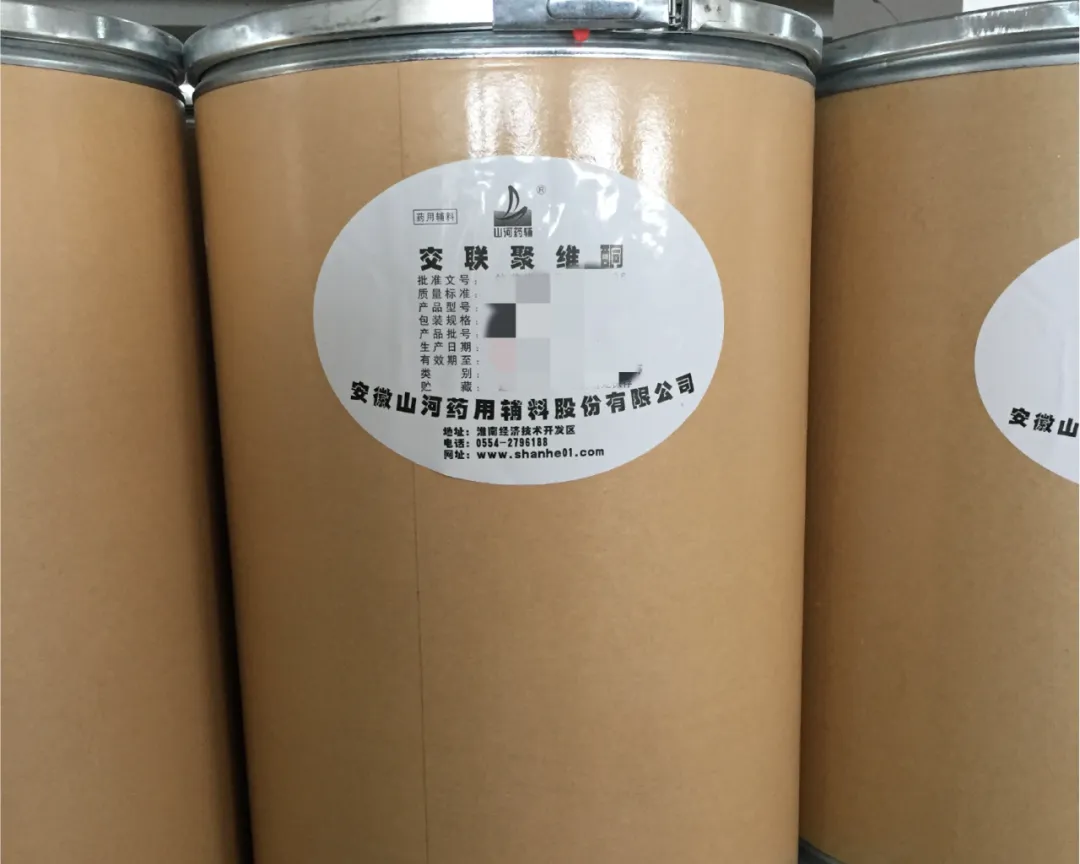 药用辅料
®
山河药辅
交联聚维酮
批准文号:
质量标准:
产品型号:
包装规格:
产品批号:
生产日期:
有效期至:
类别:
贮藏:
安徽山河药用辅料股份有限公司
地址: 淮南经济技术开发区
电话: 0554-2796188
网址: www.shanhe01.com
安徽山